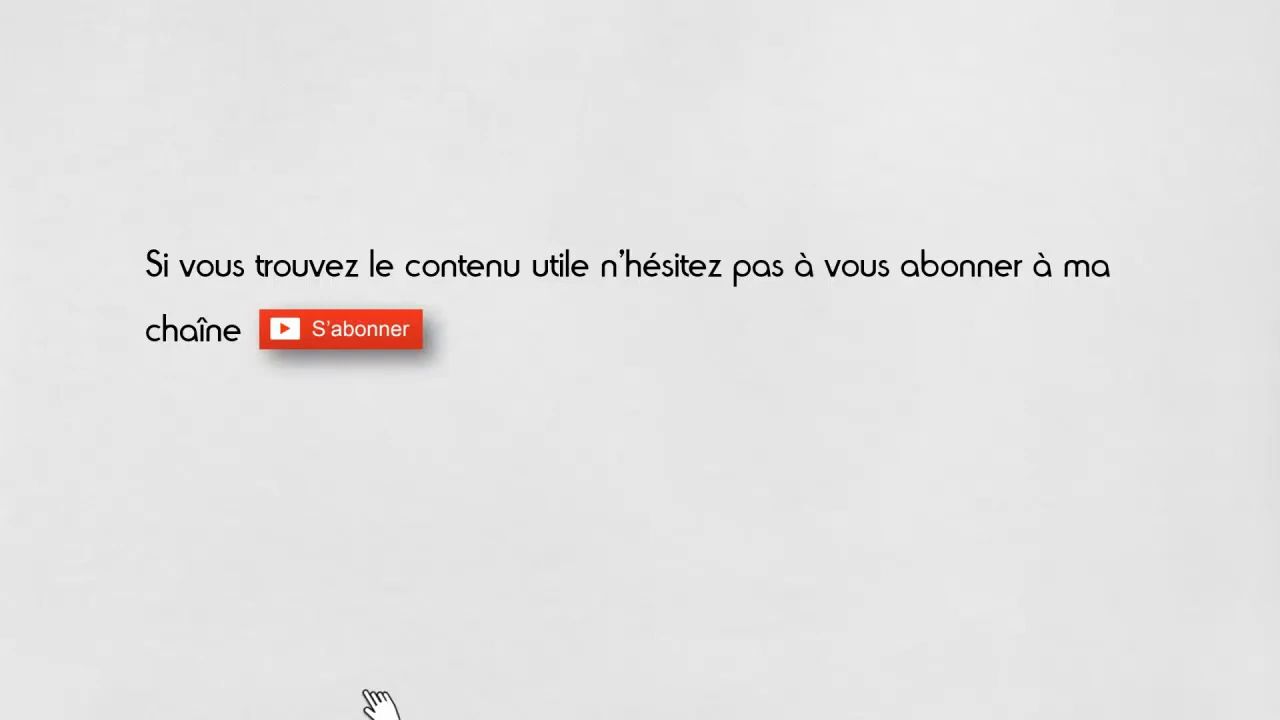 Si vous trouvez le contenu utile n'hésitez pas à vous abonner à ma
chaîne S'abonner